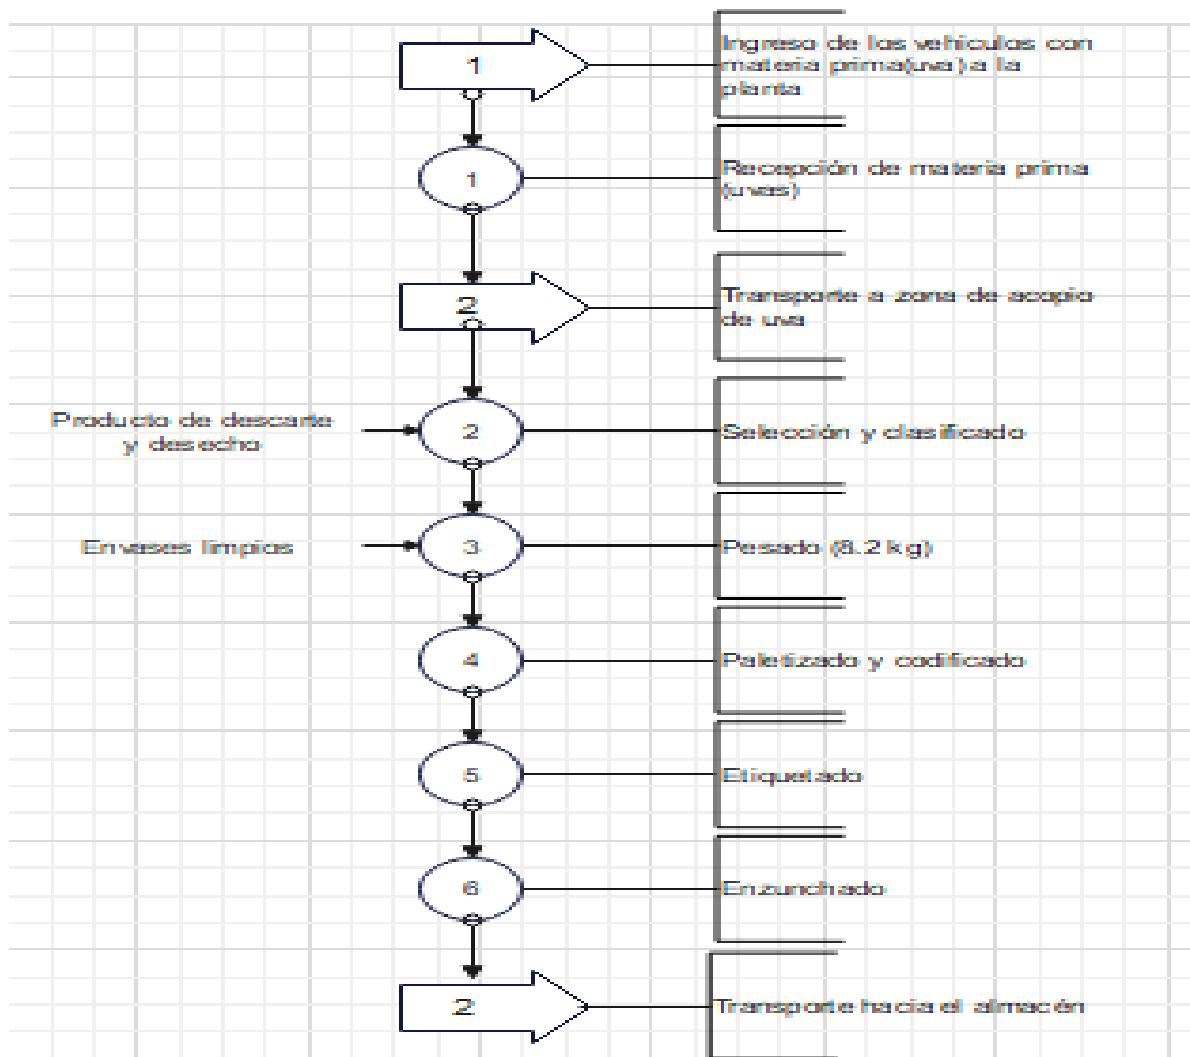 1
Ingreso de los vehiculos con
materia prima(uva) a la
planta
1
Recepción de materia prima
(uvas)
2
Transporte a zona de acopio
de uva
Producto de descarte
y desecho
2
Selección y clasificado
Envases limpios
3
Pesado (8.2 kg)
4
Paletizado y codificado
5
Etiquetado
6
Enzunchado
2
Transporte hacia el almacén